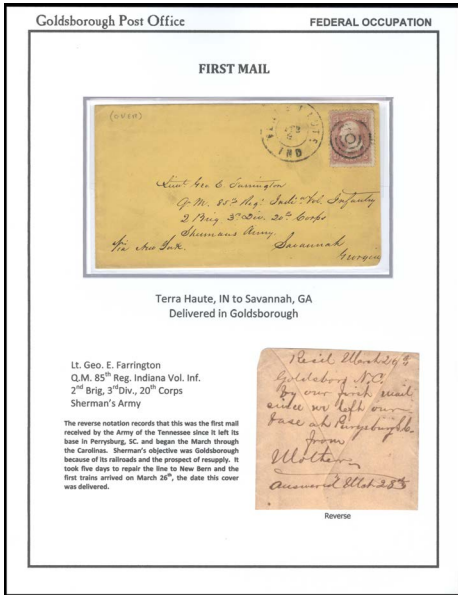 Goldsborough Post Office
FEDERAL OCCUPATION
FIRST MAIL
(OVER)
IND
Lieut Geo. E. Farrington
Q.M. 85th Regt Indi. Vol. Infantry
2 Brig 3d Div. 20th Corps
Shermans Army.
Via New York. Savannah
Georgia
Terra Haute, IN to Savannah, GA
Delivered in Goldsborough
Lt. Geo. E. Farrington
Q.M. 85th Reg. Indiana Vol. Inf.
2nd Brig, 3rd Div., 20th Corps
Sherman's Army
The reverse notation records that this was the first mail
received by the Army of the Tennessee since it left its
base in Perrysburg, SC. and began the March through
the Carolinas. Sherman's objective was Goldsborough
because of its railroads and the prospect of resupply. It
took five days to repair the line to New Bern and the
first trains arrived on March 26th, the date this cover
was delivered.
Recd March
Goldsboro N.C.
by our first mail
since we left our
base at
from
Mother
answered Mch 28th
Reverse